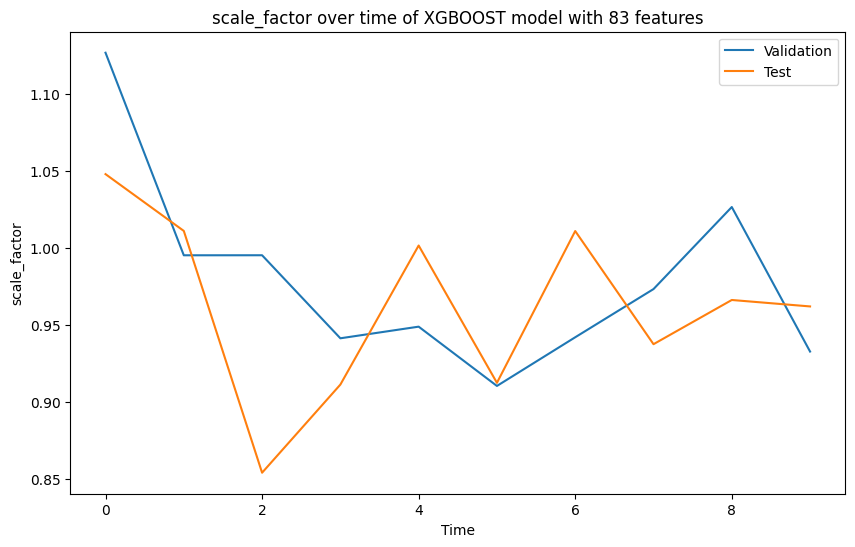 scale_factor over time of XGBOOST model with 83 features
Validation
Test
1.10
1.05
1.00
0.95
0.90
0.85
scale_factor
0 2 4 6 8
Time